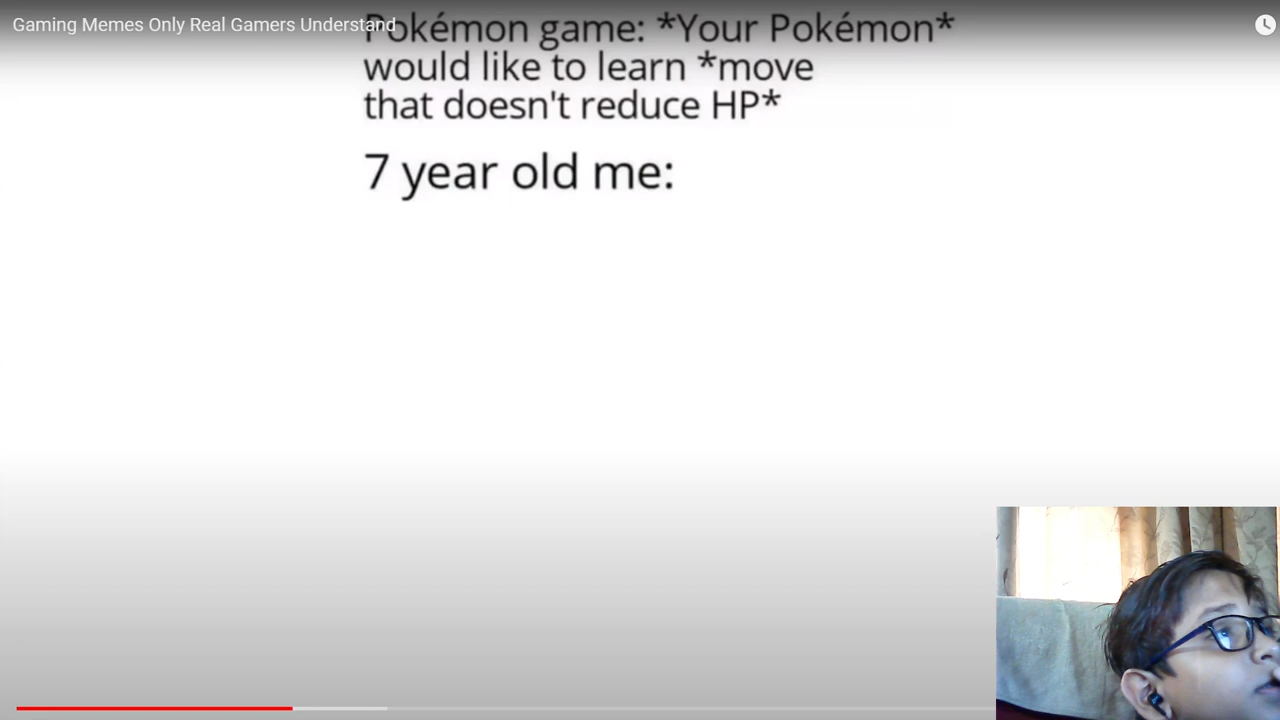 Gaming Memes Only Real Gamers Understand
Pokémon game: *Your Pokémon*
would like to learn *move
that doesn't reduce HP*
7 year old me: